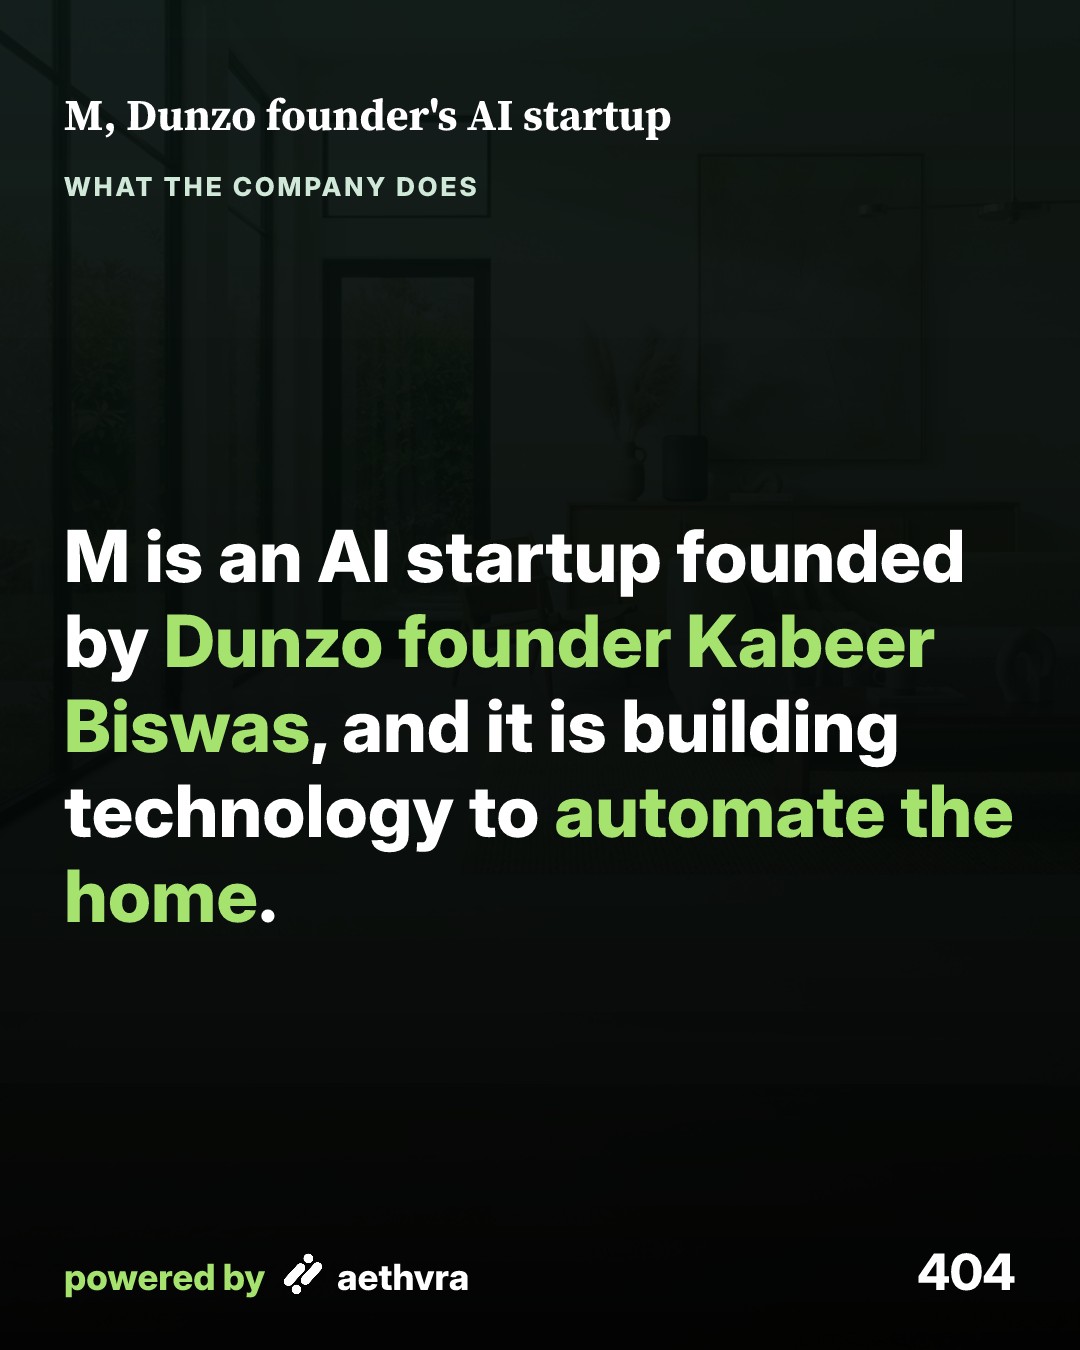 M, Dunzo founder's AI startup
WHAT THE COMPANY DOES
M is an AI startup founded
by Dunzo founder Kabeer
Biswas, and it is building
technology to automate the
home.
powered by aethvra
404